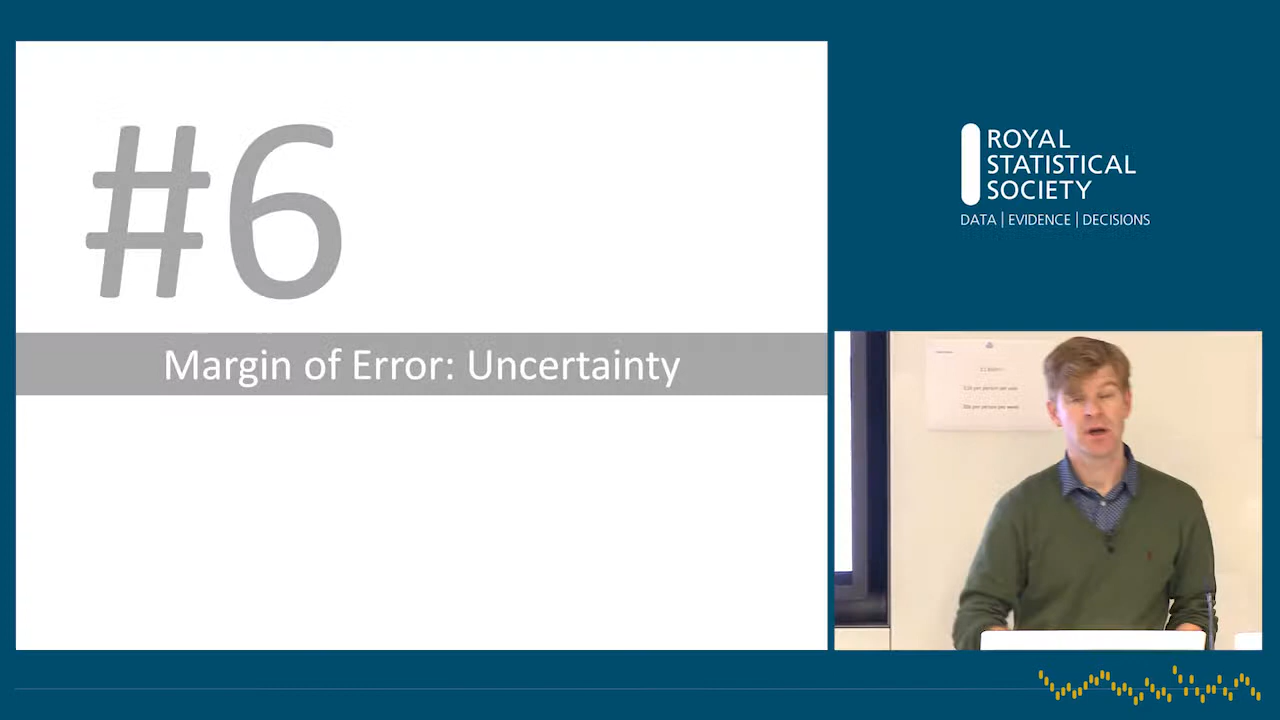 #6
Margin of Error: Uncertainty
ROYAL
STATISTICAL
SOCIETY
DATA | EVIDENCE | DECISIONS